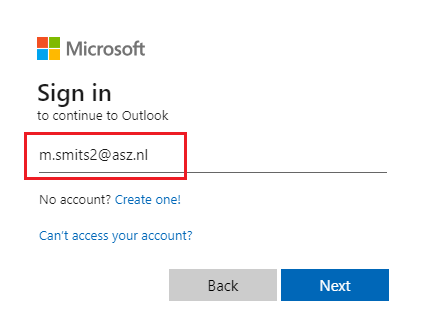 Microsoft
Sign in
to continue to Outlook
m.smits2@asz.nl
No account? Create one!
Can't access your account?
Back
Next